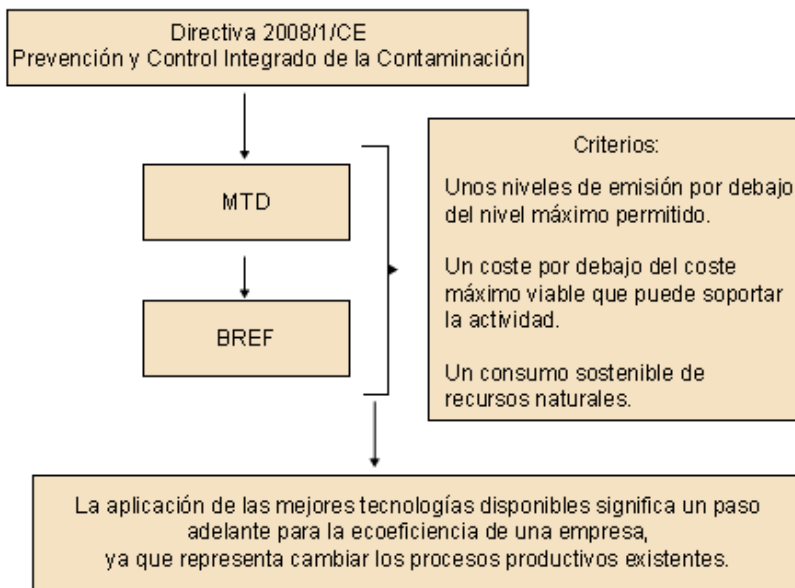 Directiva 2008/1/CE
Prevención y Control Integrado de la Contaminación
MTD
BREF
Criterios:
Unos niveles de emisión por debajo
del nivel máximo permitido.
Un coste por debajo del coste
máximo viable que puede soportar
la actividad.
Un consumo sostenible de
recursos naturales.
La aplicación de las mejores tecnologías disponibles significa un paso
adelante para la ecoeficiencia de una empresa,
ya que representa cambiar los procesos productivos existentes.